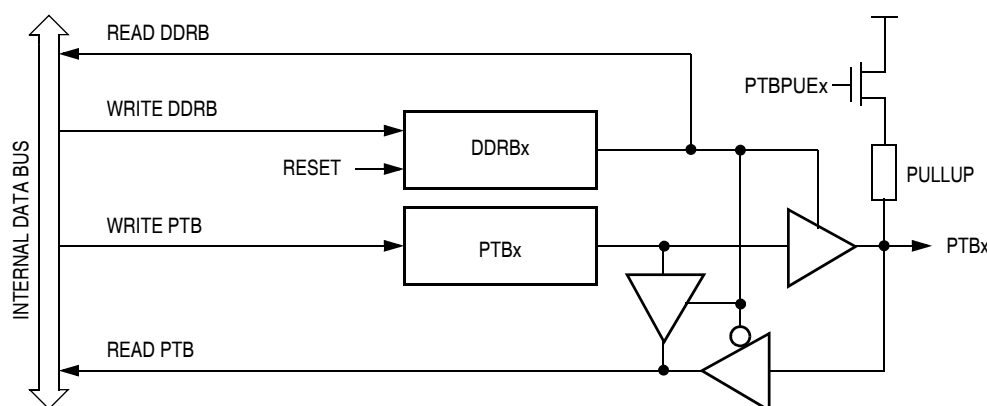 READ DDRB
PTBPUEx
WRITE DDRB
DDRBx
RESET
PULLUP
WRITE PTB
PTBx
PTBx
INTERNAL DATA BUS
READ PTB